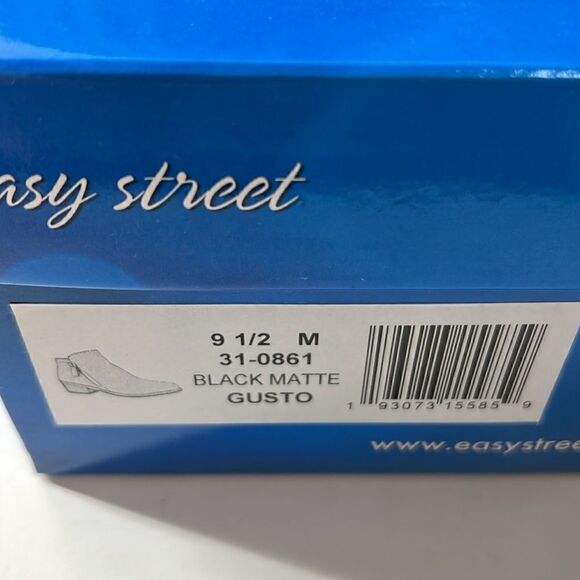 asy street
9 1/2 M
31-0861
BLACK MATTE
GUSTO
1 93073 15585 9
www.easystree